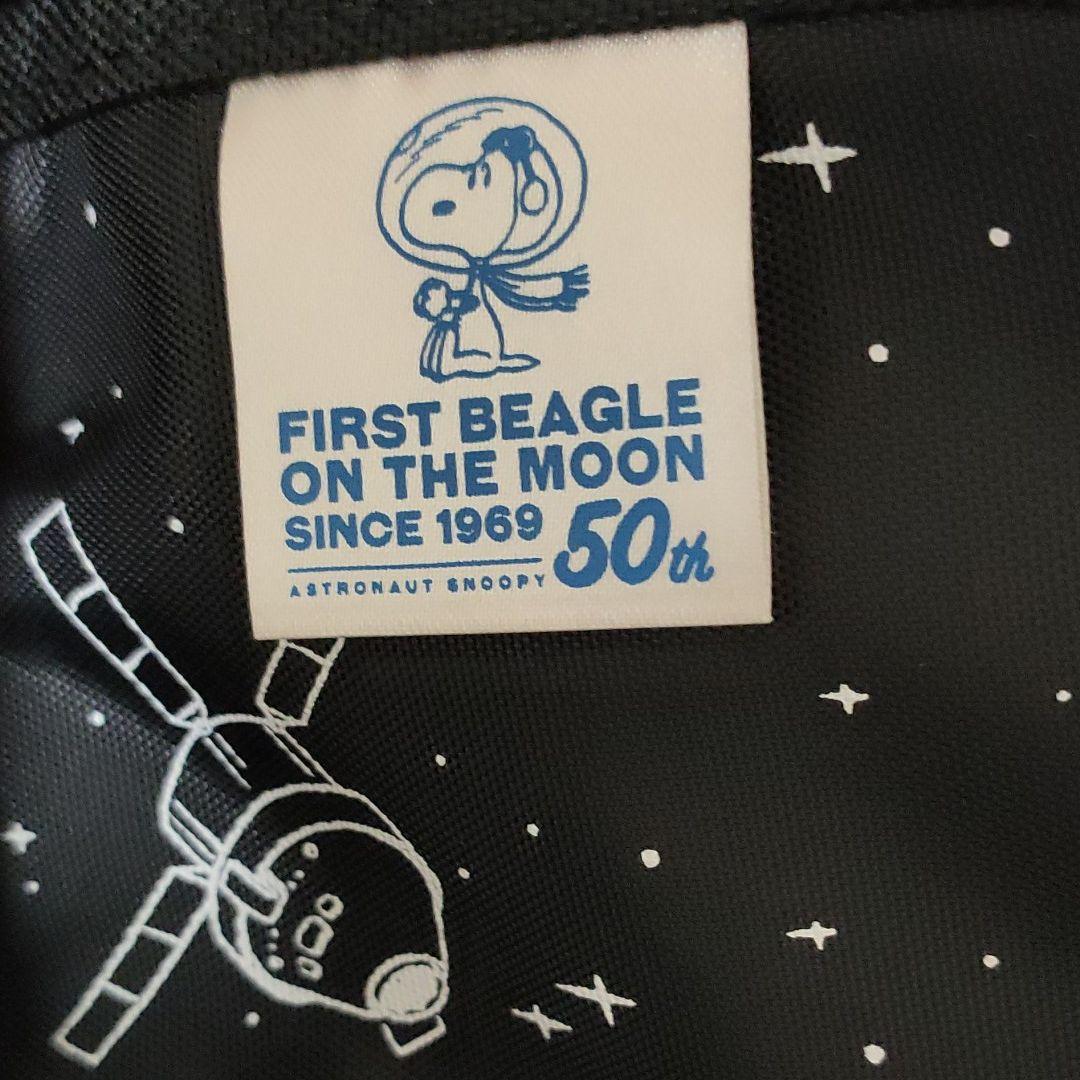 FIRST BEAGLE
ON THE MOON
SINCE 1969 50th
ASTRONAUT SNOOPY